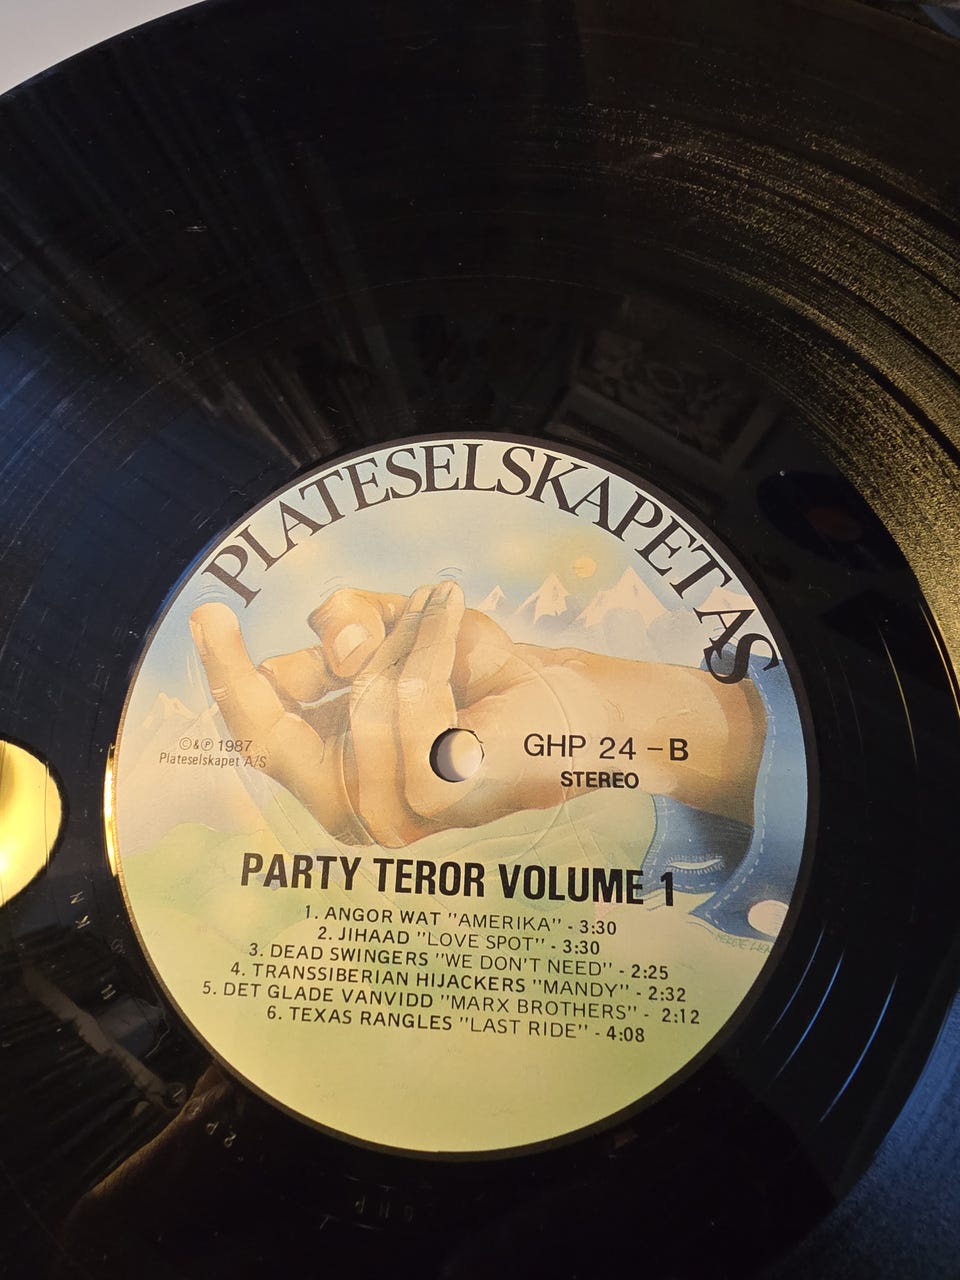 PLATESELSKAPET AS
©&℗ 1987
Plateselskapet A/S
GHP 24 – B
STEREO
PARTY TEROR VOLUME 1
1. ANGOR WAT "AMERIKA" - 3:30
2. JIHAAD "LOVE SPOT" - 3:30
3. DEAD SWINGERS "WE DON'T NEED" - 2:25
4. TRANSSIBERIAN HIJACKERS "MANDY" - 2:32
5. DET GLADE VANVIDD "MARX BROTHERS" - 2:12
6. TEXAS RANGLES "LAST RIDE" - 4:08